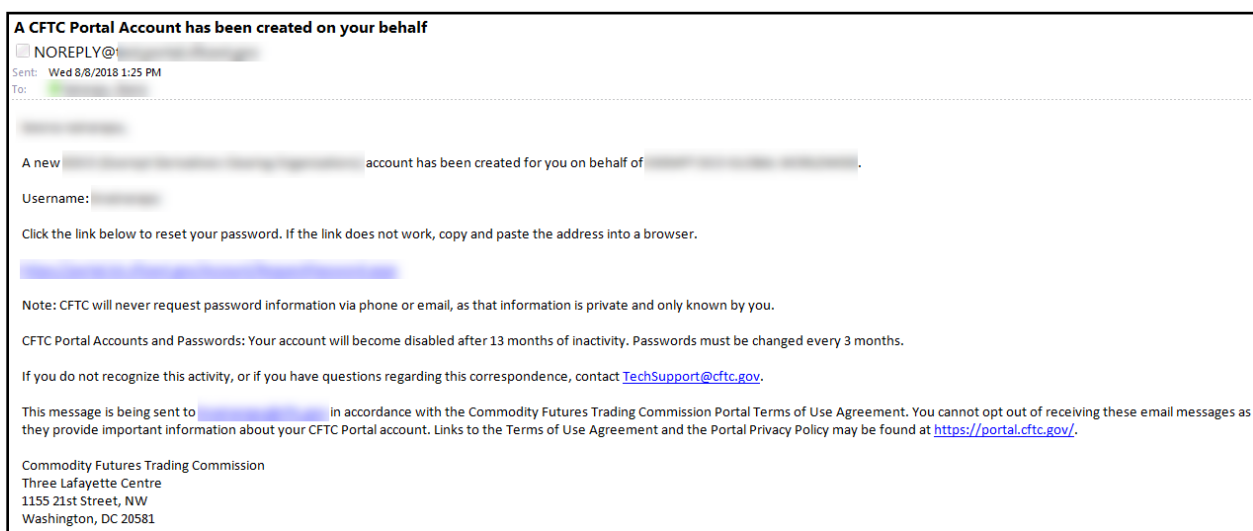 A CFTC Portal Account has been created on your behalf
NOREPLY@
Sent: Wed 8/8/2018 1:25 PM
To:
A new account has been created for you on behalf of .
Username:
Click the link below to reset your password. If the link does not work, copy and paste the address into a browser.
Note: CFTC will never request password information via phone or email, as that information is private and only known by you.
CFTC Portal Accounts and Passwords: Your account will become disabled after 13 months of inactivity. Passwords must be changed every 3 months.
If you do not recognize this activity, or if you have questions regarding this correspondence, contact TechSupport@cftc.gov.
This message is being sent to in accordance with the Commodity Futures Trading Commission Portal Terms of Use Agreement. You cannot opt out of receiving these email messages as
they provide important information about your CFTC Portal account. Links to the Terms of Use Agreement and the Portal Privacy Policy may be found at https://portal.cftc.gov/.
Commodity Futures Trading Commission
Three Lafayette Centre
1155 21st Street, NW
Washington, DC 20581